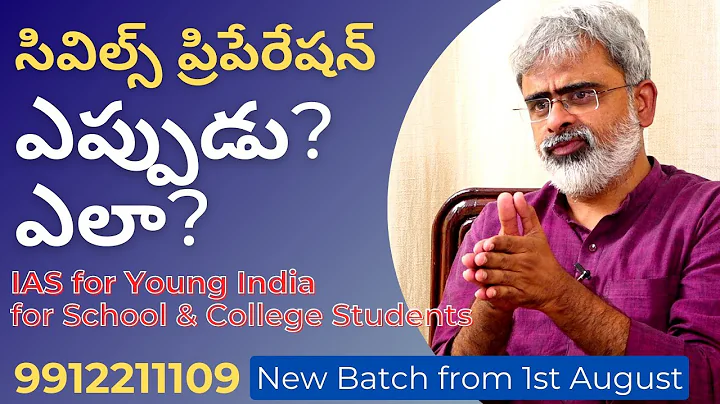 సివిల్స్ ప్రిపేరేషన్
ఎప్పుడు?
ఎలా?
IAS for Young India
for School & College Students
9912211109 New Batch from 1st August